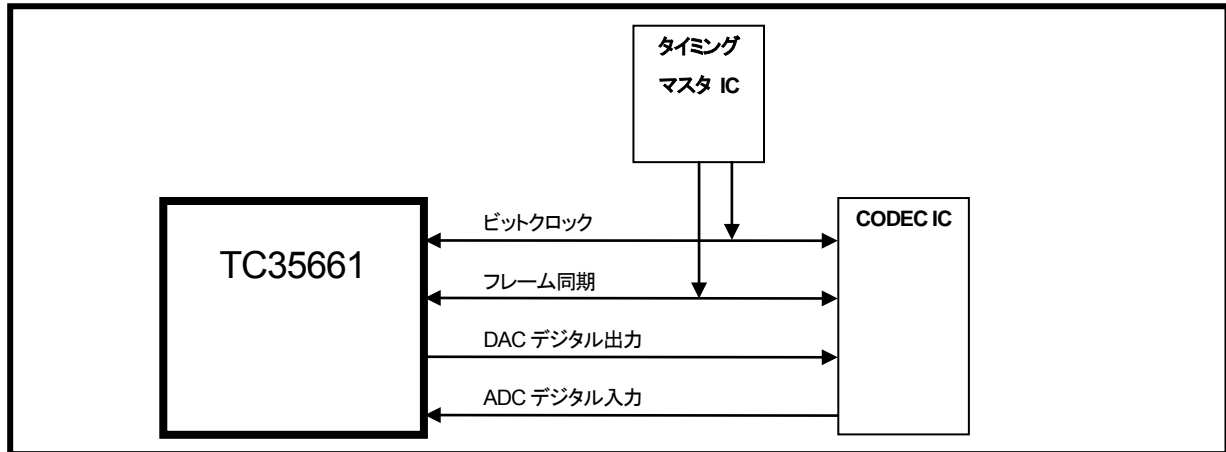 タイミング
マスタ IC
CODEC IC
TC35661
ビットクロック
フレーム同期
DAC デジタル出力
ADC デジタル入力